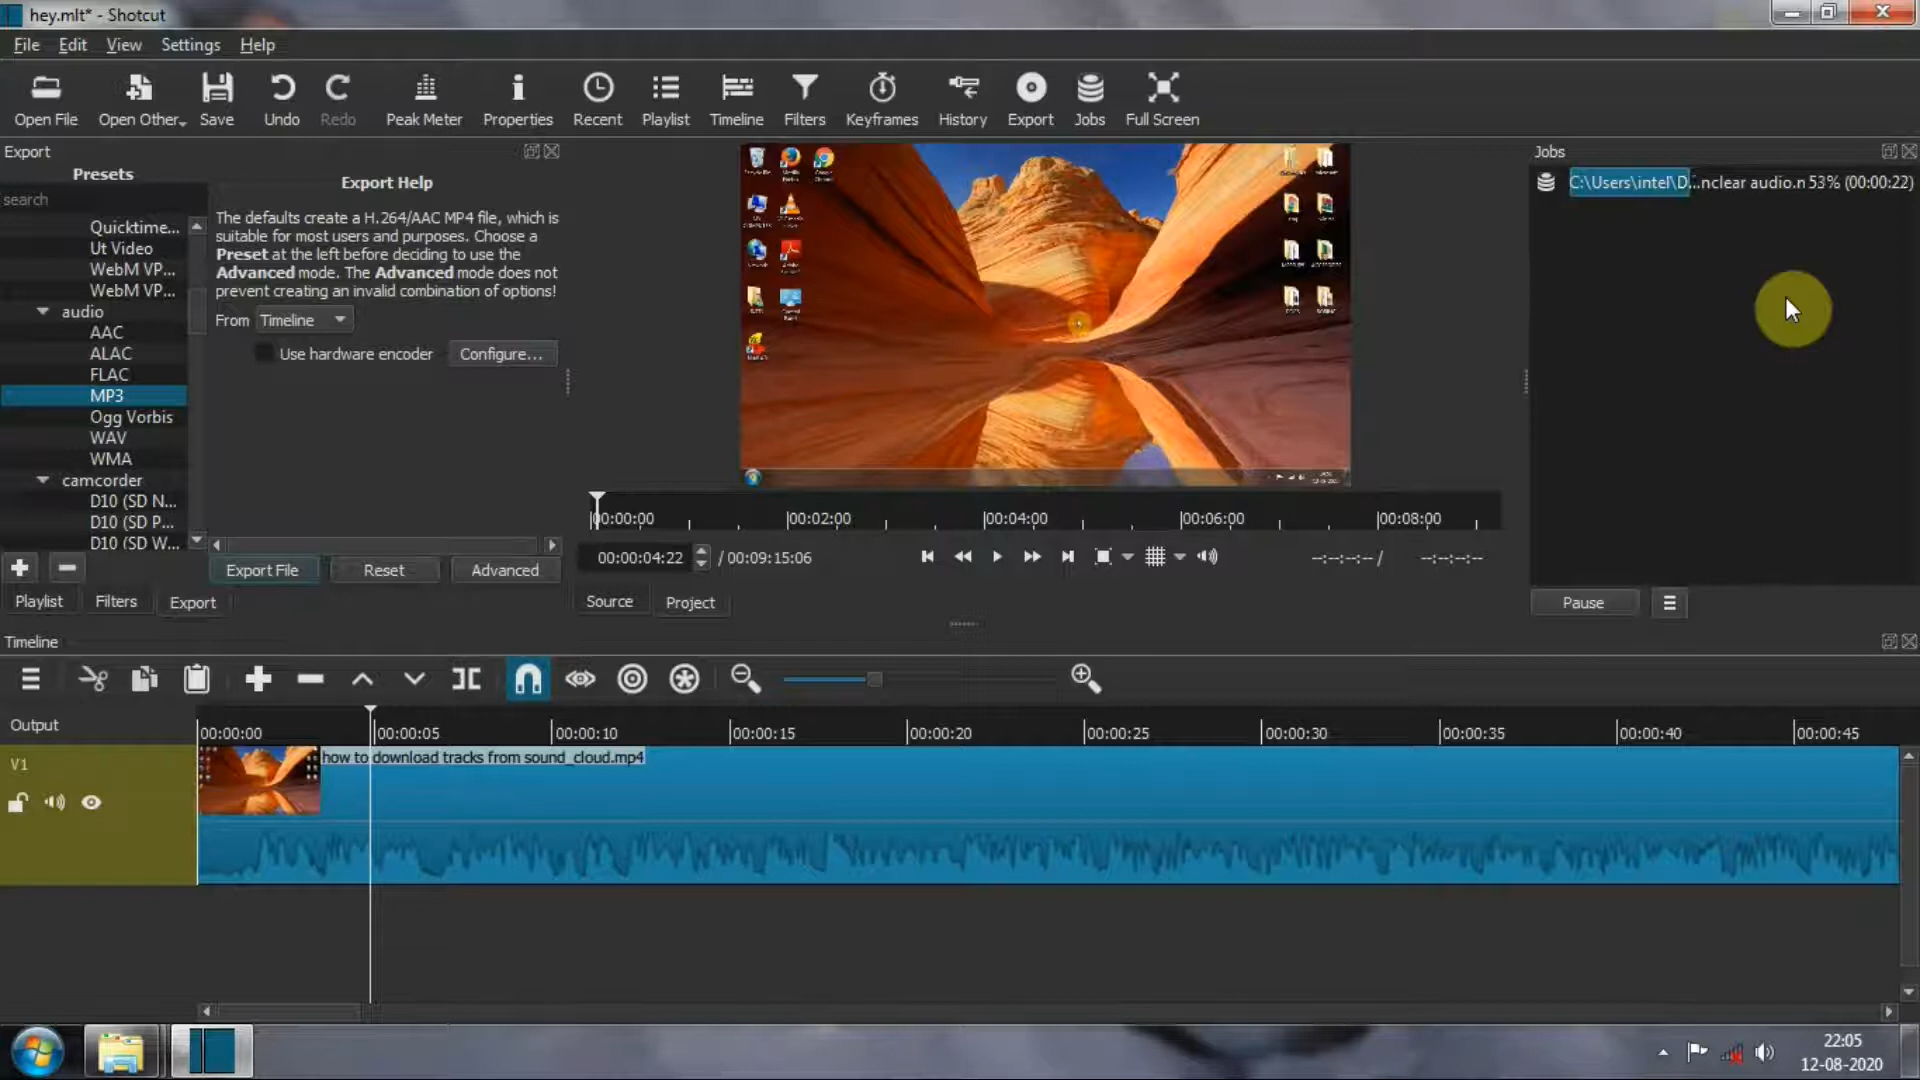 hey.mlt* - Shotcut
File Edit View Settings Help
Open File Open Other Save Undo Redo Peak Meter Properties Recent Playlist Timeline Filters Keyframes History Export Jobs Full Screen
Export
Presets
search
Quicktime...
Ut Video
WebM VP...
WebM VP...
audio
AAC
ALAC
FLAC
MP3
Ogg Vorbis
WAV
WMA
camcorder
D10 (SD N...
D10 (SD P...
D10 (SD W...
Export Help
The defaults create a H.264/AAC MP4 file, which is
suitable for most users and purposes. Choose a
Preset at the left before deciding to use the
Advanced mode. The Advanced mode does not
prevent creating an invalid combination of options!
From Timeline
Use hardware encoder Configure...
Export File Reset Advanced
Playlist Filters Export
00:00:00 00:02:00 00:04:00 00:06:00 00:08:00
00:00:04:22 / 00:09:15:06 --:--:--:-- / --:--:--:--
Source Project
Jobs
C:\Users\intel\D...nclear audio.n 53% (00:00:22)
Pause
Timeline
Output
00:00:00 00:00:05 00:00:10 00:00:15 00:00:20 00:00:25 00:00:30 00:00:35 00:00:40 00:00:45
V1
how to download tracks from sound_cloud.mp4
22:05
12-08-2020